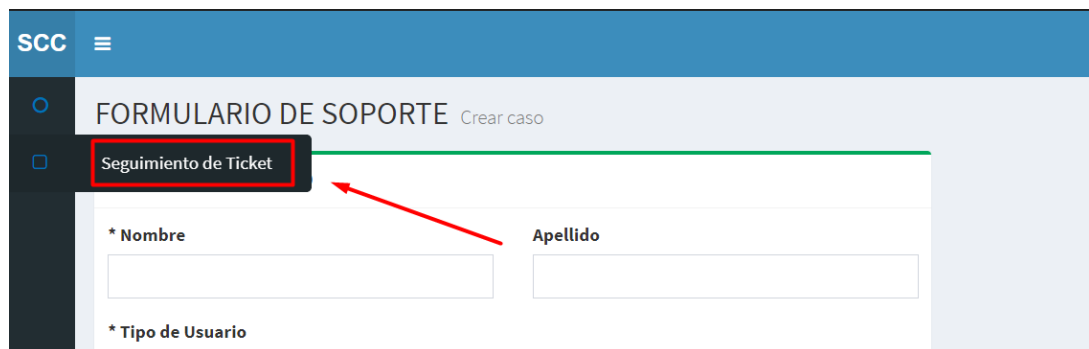 SCC
FORMULARIO DE SOPORTE Crear caso
Seguimiento de Ticket
* Nombre
Apellido
* Tipo de Usuario